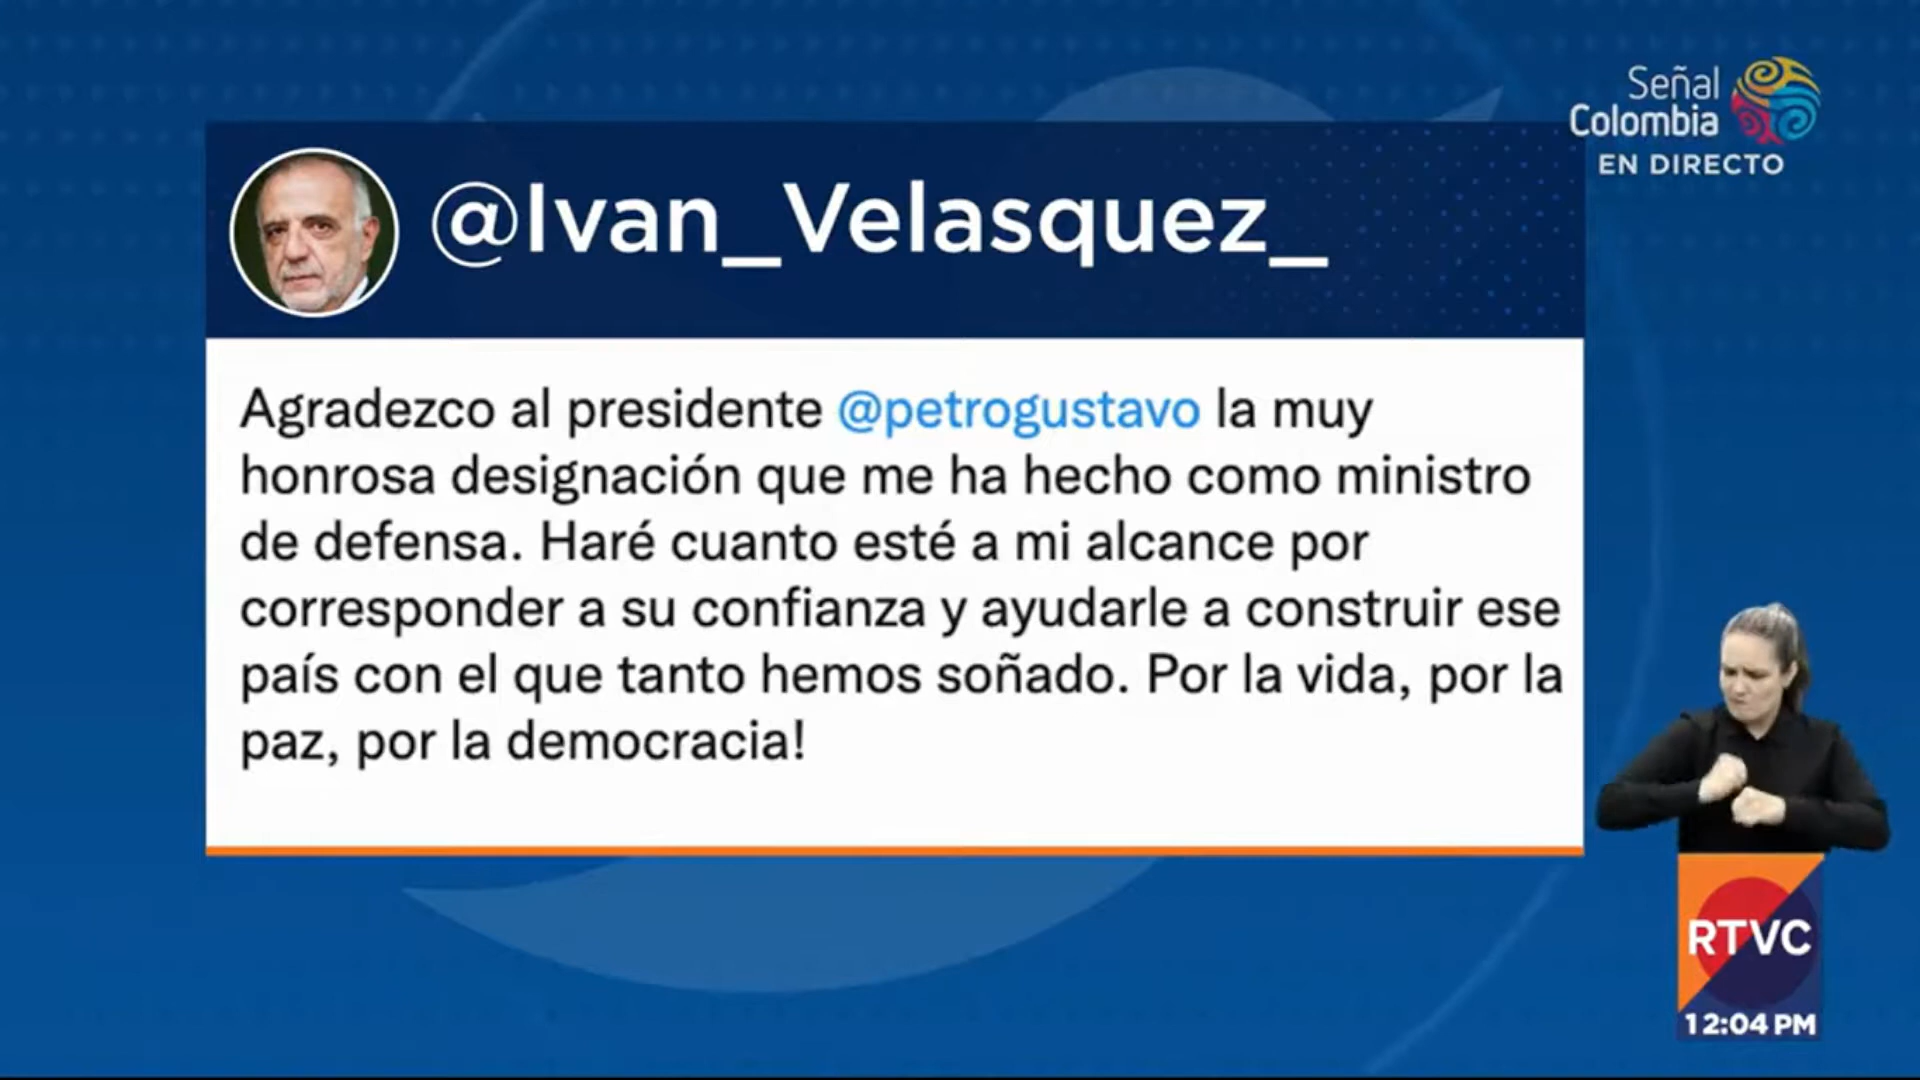 Señal
Colombia
EN DIRECTO
@Ivan_Velasquez_
Agradezco al presidente @petrogustavo la muy
honrosa designación que me ha hecho como ministro
de defensa. Haré cuanto esté a mi alcance por
corresponder a su confianza y ayudarle a construir ese
país con el que tanto hemos soñado. Por la vida, por la
paz, por la democracia!
RTVC
12:04 PM